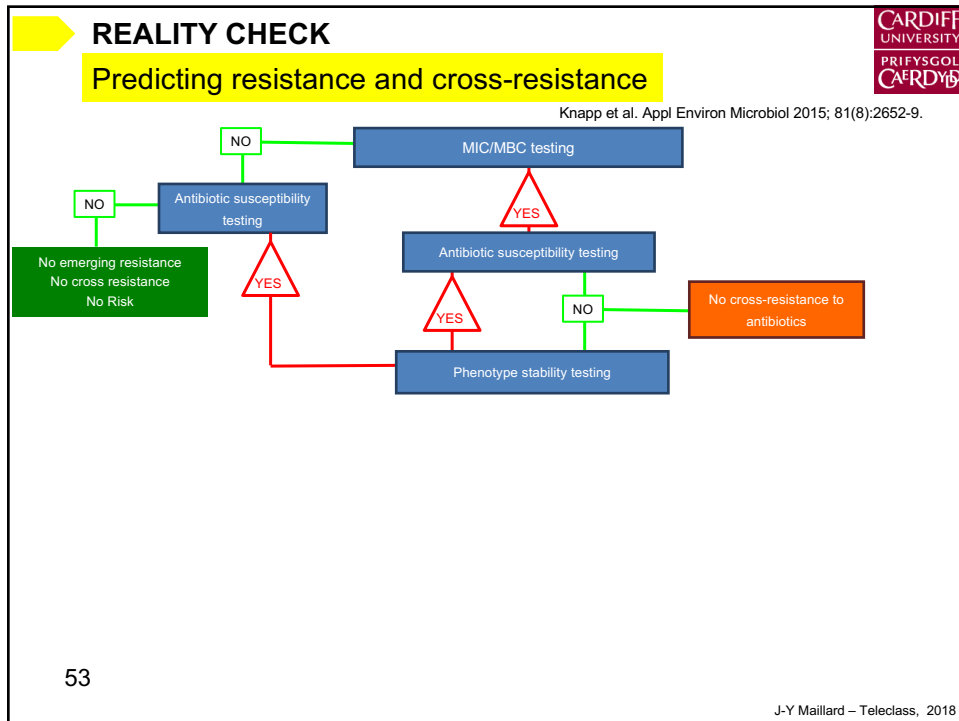 REALITY CHECK
Predicting resistance and cross-resistance
CARDIFF
UNIVERSITY
PRIFYSGOL
CAERDYDD
Knapp et al. Appl Environ Microbiol 2015; 81(8):2652-9.
NO
MIC/MBC testing
NO
Antibiotic susceptibility
testing
YES
Antibiotic susceptibility testing
No emerging resistance
No cross resistance
No Risk
YES
YES
NO
No cross-resistance to
antibiotics
Phenotype stability testing
53
J-Y Maillard – Teleclass, 2018